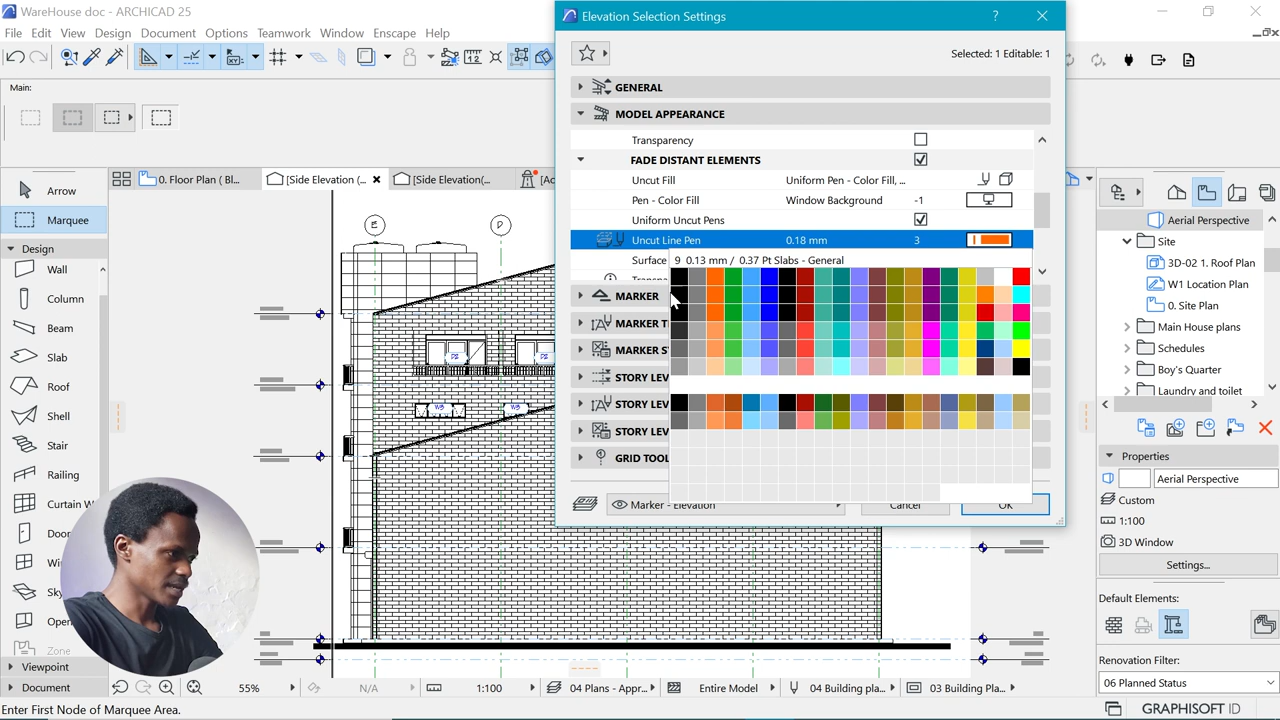 WareHouse doc - ARCHICAD 25
File Edit View Design Document Options Teamwork Window Enscape Help
Main:
0. Floor Plan ( Bl...
[Side Elevation (...
[Side Elevation(...
Arrow
Marquee
Design
Wall
Column
Beam
Slab
Roof
Shell
Stair
Railing
Curtain W
Door
Zone
Viewpoint
Document
E
P
Elevation Selection Settings
?
Selected: 1 Editable: 1
GENERAL
MODEL APPEARANCE
Transparency
FADE DISTANT ELEMENTS
Uncut Fill Uniform Pen - Color Fill, ...
Pen - Color Fill Window Background -1
Uniform Uncut Pens
Uncut Line Pen 0.18 mm 3
Surface
9 0.13 mm / 0.37 Pt Slabs - General
MARKER
MARKER T
MARKER S
STORY LEV
STORY LEV
STORY LEV
GRID TOOL
Marker - Elevation
Cancel
OK
Aerial Perspective
Site
3D-02 1. Roof Plan
W1 Location Plan
0. Site Plan
Main House plans
Schedules
Boy's Quarter
Laundry and toilet
Properties
Aerial Perspective
Custom
1:100
3D Window
Settings...
Default Elements:
Renovation Filter:
06 Planned Status
55% N/A 1:100 04 Plans - Appr... Entire Model 04 Building pla... 03 Building Pla...
Enter First Node of Marquee Area.
GRAPHISOFT ID